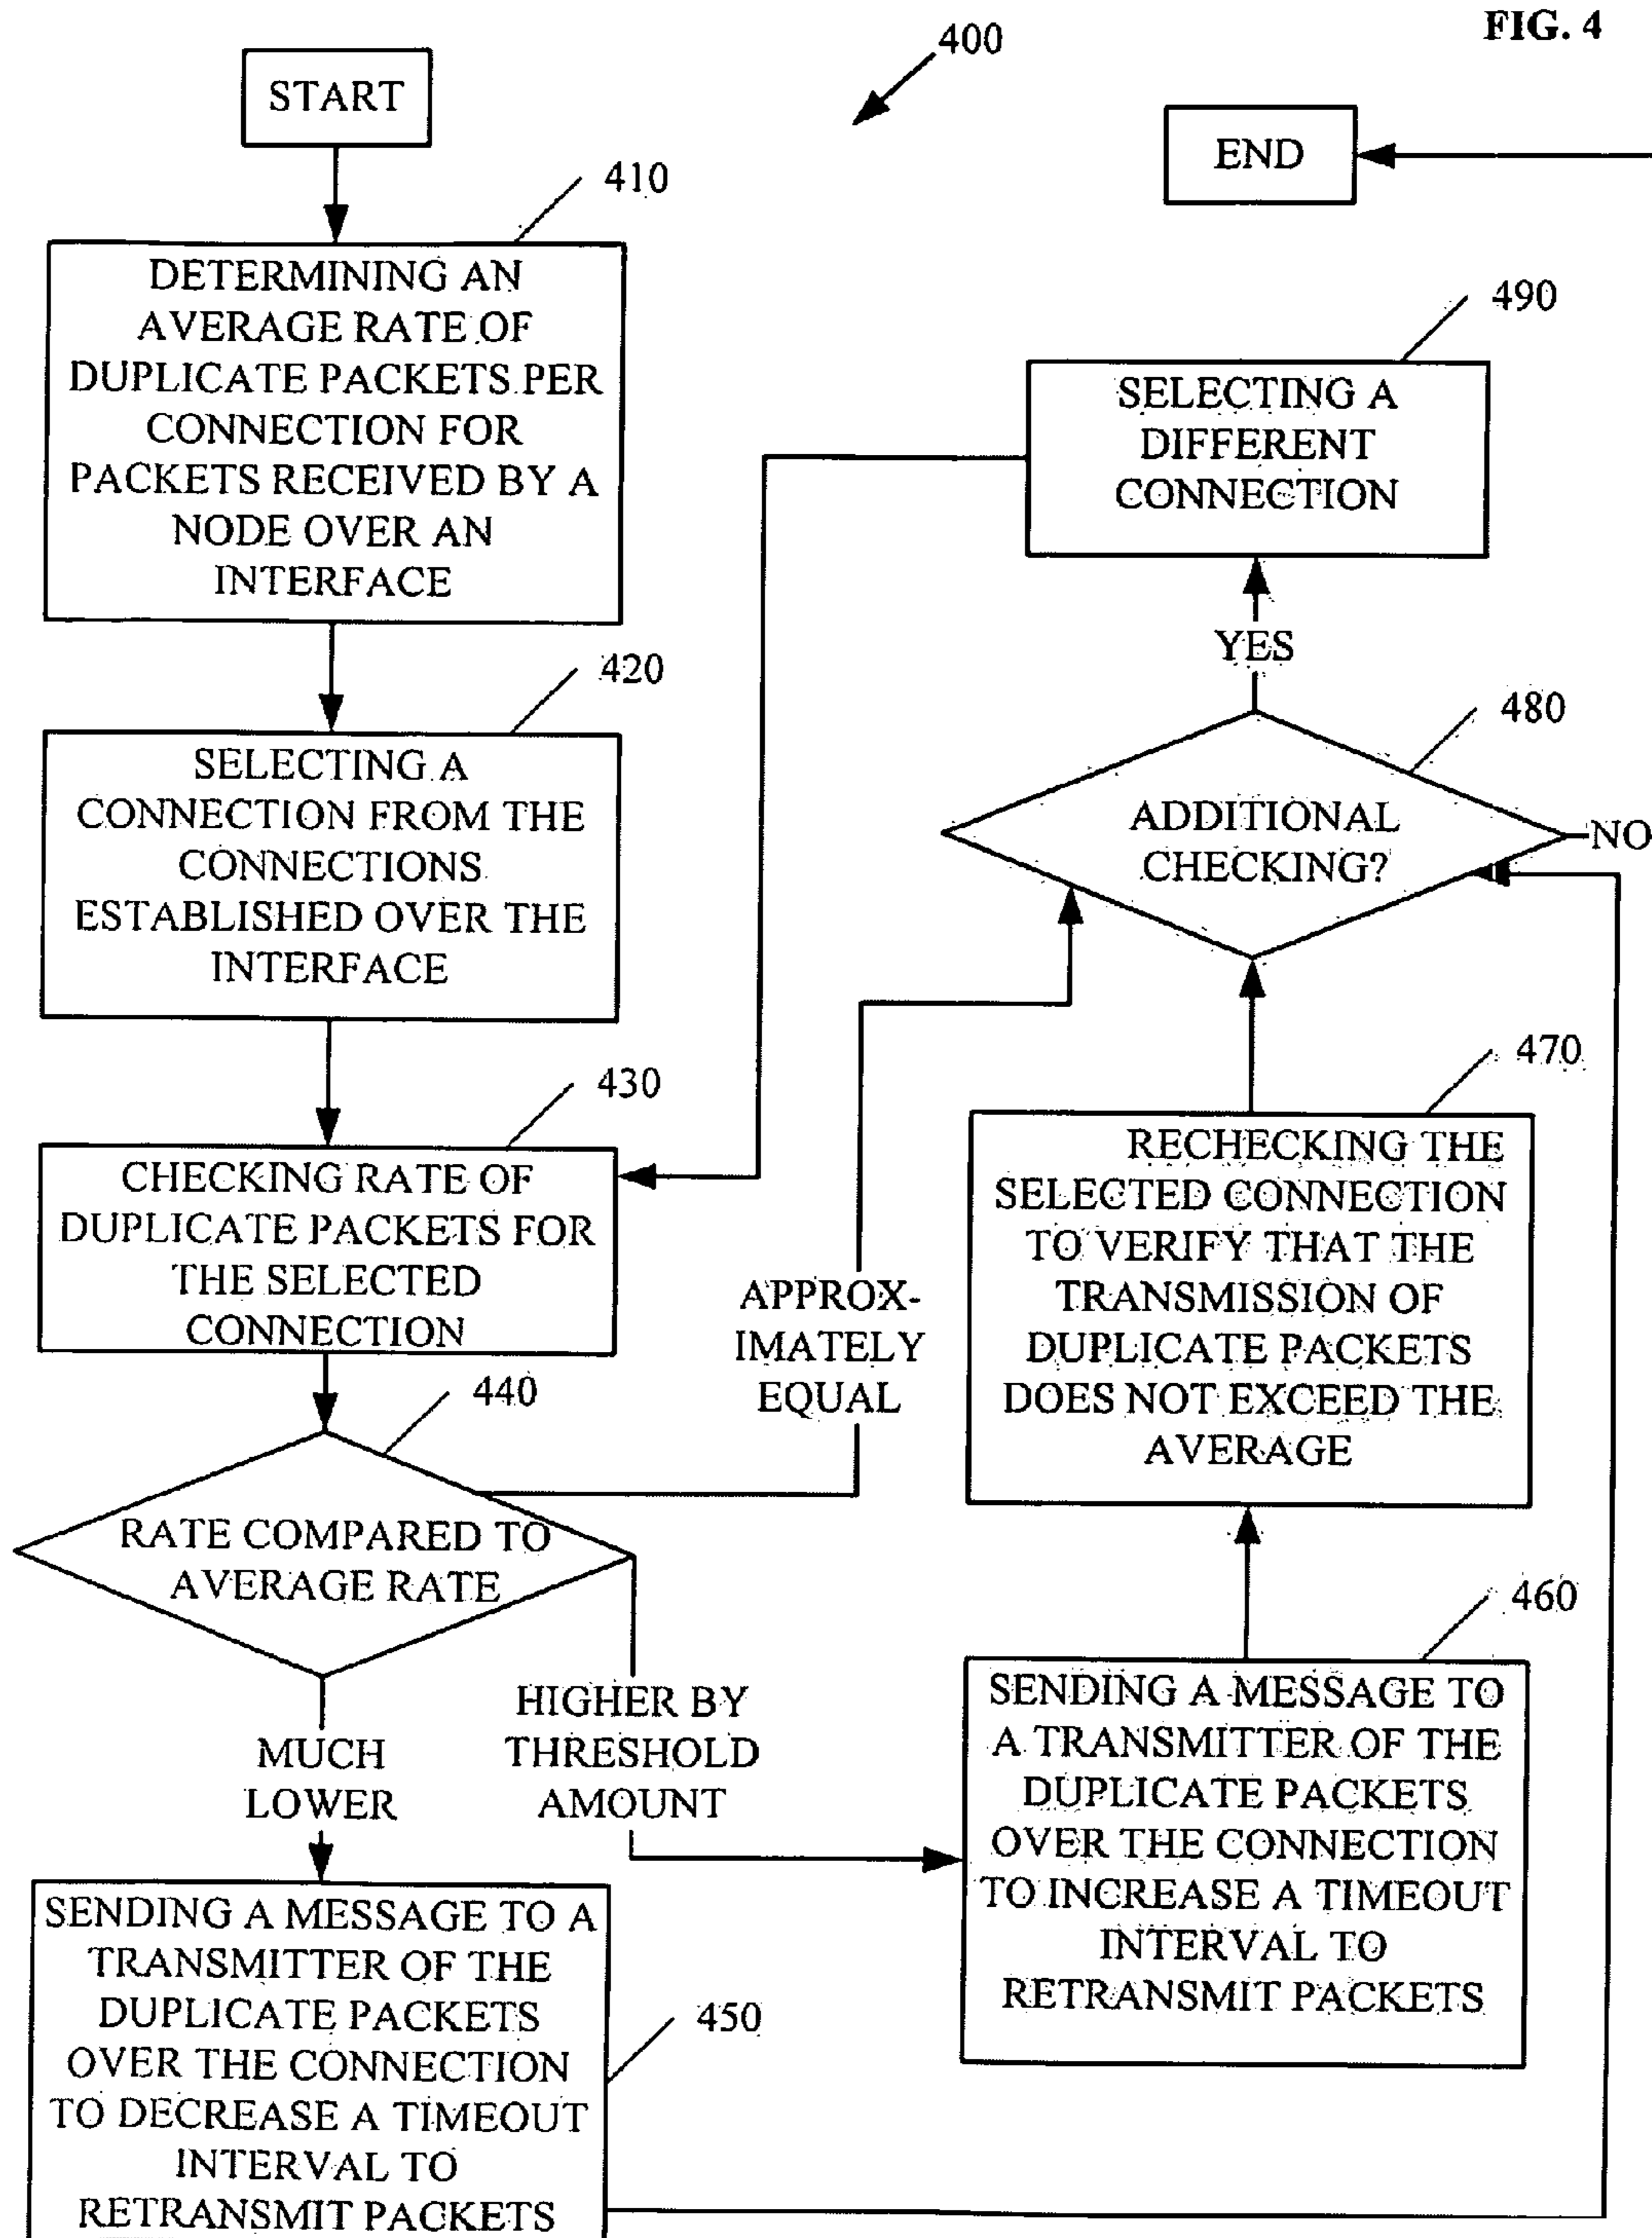 FIG. 4
400
START
END
410
DETERMINING AN
AVERAGE RATE OF
DUPLICATE PACKETS PER
CONNECTION FOR
PACKETS RECEIVED BY A
NODE OVER AN
INTERFACE
420
SELECTING A
CONNECTION FROM THE
CONNECTIONS
ESTABLISHED OVER THE
INTERFACE
430
CHECKING RATE OF
DUPLICATE PACKETS FOR
THE SELECTED
CONNECTION
440
RATE COMPARED TO
AVERAGE RATE
MUCH
LOWER
HIGHER BY
THRESHOLD
AMOUNT
APPROX-
IMATELY
EQUAL
450
SENDING A MESSAGE TO A
TRANSMITTER OF THE
DUPLICATE PACKETS
OVER THE CONNECTION
TO DECREASE A TIMEOUT
INTERVAL TO
RETRANSMIT PACKETS
460
SENDING A MESSAGE TO
A TRANSMITTER OF THE
DUPLICATE PACKETS
OVER THE CONNECTION
TO INCREASE A TIMEOUT
INTERVAL TO
RETRANSMIT PACKETS
470
RECHECKING THE
SELECTED CONNECTION
TO VERIFY THAT THE
TRANSMISSION OF
DUPLICATE PACKETS
DOES NOT EXCEED THE
AVERAGE
480
ADDITIONAL
CHECKING?
NO
YES
490
SELECTING A
DIFFERENT
CONNECTION